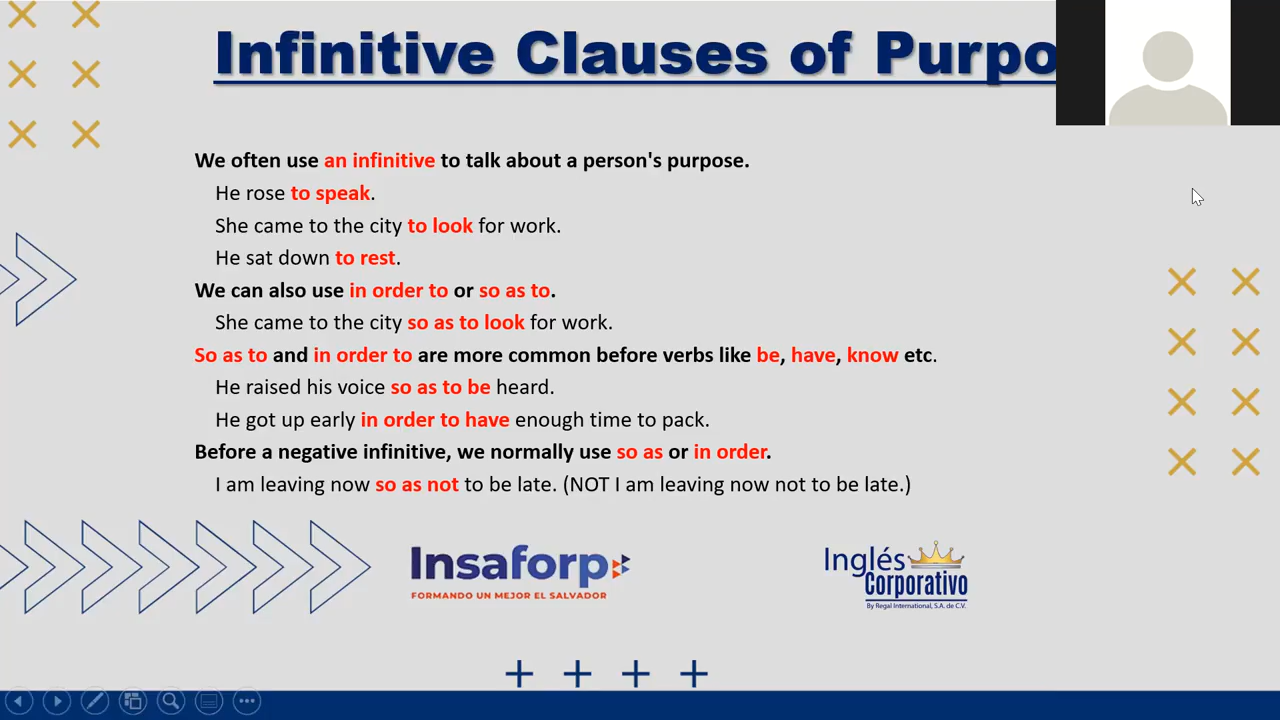 Infinitive Clauses of Purpo
We often use an infinitive to talk about a person's purpose.
He rose to speak.
She came to the city to look for work.
He sat down to rest.
We can also use in order to or so as to.
She came to the city so as to look for work.
So as to and in order to are more common before verbs like be, have, know etc.
He raised his voice so as to be heard.
He got up early in order to have enough time to pack.
Before a negative infinitive, we normally use so as or in order.
I am leaving now so as not to be late. (NOT I am leaving now not to be late.)
Insaforp
FORMANDO UN MEJOR EL SALVADOR
Inglés
Corporativo
By Regal International, S.A. de C.V.